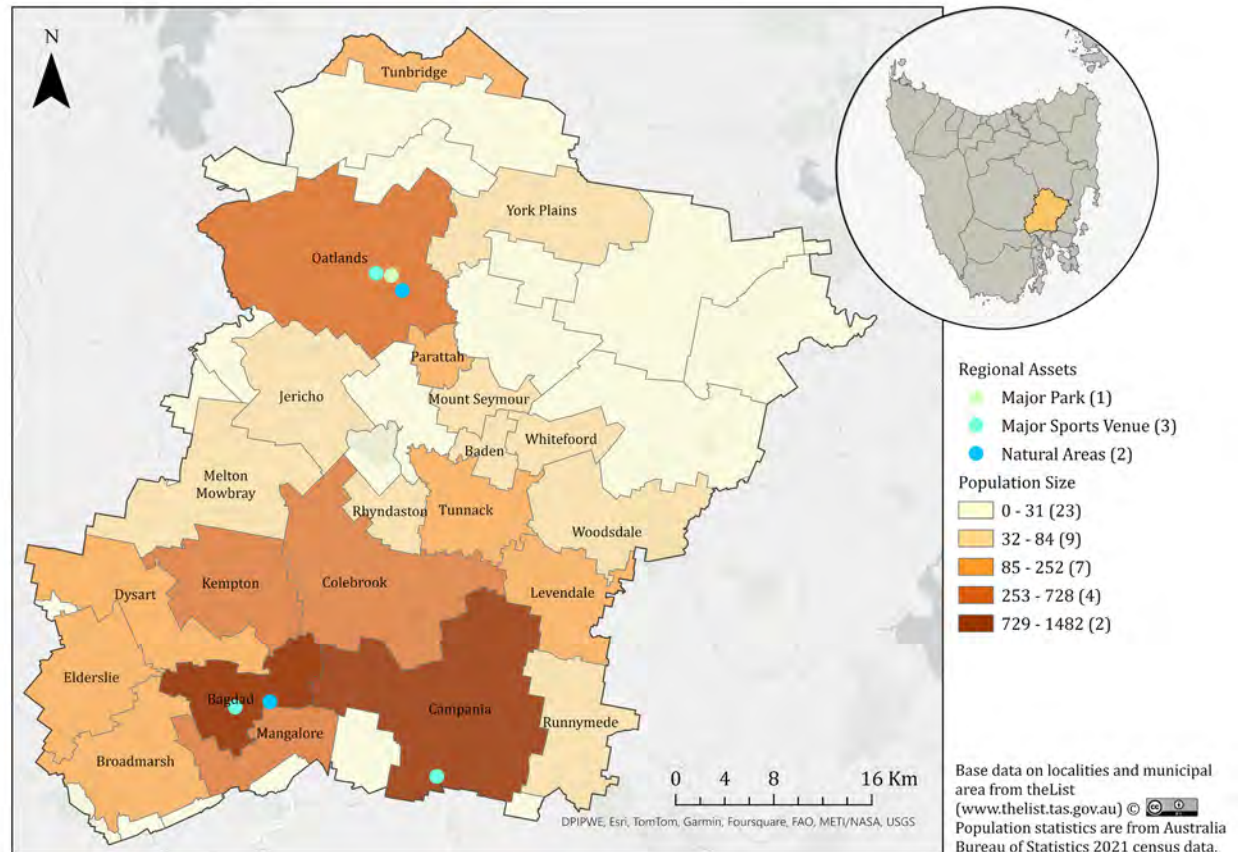 N
Tunbridge
York Plains
Oatlands
Parattah
Jericho
Mount Seymour
Whitefoord
Baden
Melton
Mowbray
Rhyndaston
Tunnack
Woodsdale
Kempton
Colebrook
Dysart
Levendale
Elderslie
Bagdad
Campania
Runnymede
Mangalore
Broadmarsh
0 4 8 16 Km
DPIPWE, Esri, TomTom, Garmin, Foursquare, FAO, METI/NASA, USGS
Regional Assets
Major Park (1)
Major Sports Venue (3)
Natural Areas (2)
Population Size
0 - 31 (23)
32 - 84 (9)
85 - 252 (7)
253 - 728 (4)
729 - 1482 (2)
Base data on localities and municipal
area from theList
(www.thelist.tas.gov.au) ©
Population statistics are from Australia
Bureau of Statistics 2021 census data.